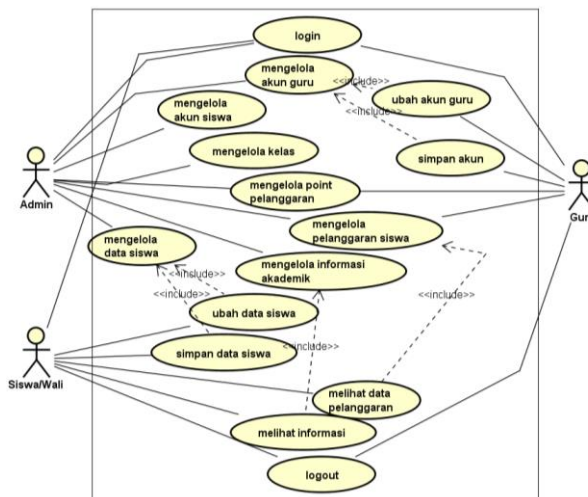 login
mengelola
akun guru
<<include>>
ubah akun guru
mengelola
akun siswa
<<include>>
simpan akun
mengelola kelas
Admin
mengelola point
pelanggaran
Gur
mengelola
pelanggaran siswa
mengelola
data siswa
mengelola informasi
akademik
<<include>>
<<include>>
<<include>>
ubah data siswa
simpan data siswa
<<include>>
Siswa/Wali
melihat data
pelanggaran
melihat informasi
logout